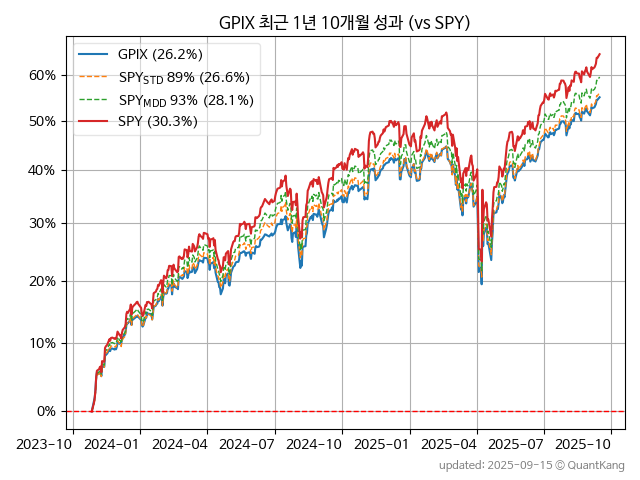 GPIX 최근 1년 10개월 성과 (vs SPY)
GPIX (26.2%)
SPY_STD 89% (26.6%)
SPY_MDD 93% (28.1%)
SPY (30.3%)
60%
50%
40%
30%
20%
10%
0%
2023-10 2024-01 2024-04 2024-07 2024-10 2025-01 2025-04 2025-07 2025-10
updated: 2025-09-15 © QuantKang